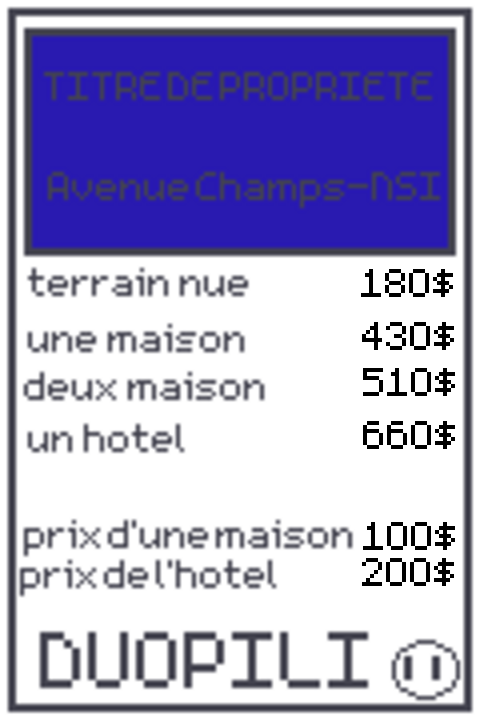 TITRE DE PROPRIETE
Avenue Champs-NSI
terrain nue 180$
une maison 430$
deux maison 510$
un hotel 660$
prix d'une maison 100$
prix de l'hotel 200$
DUOPILI